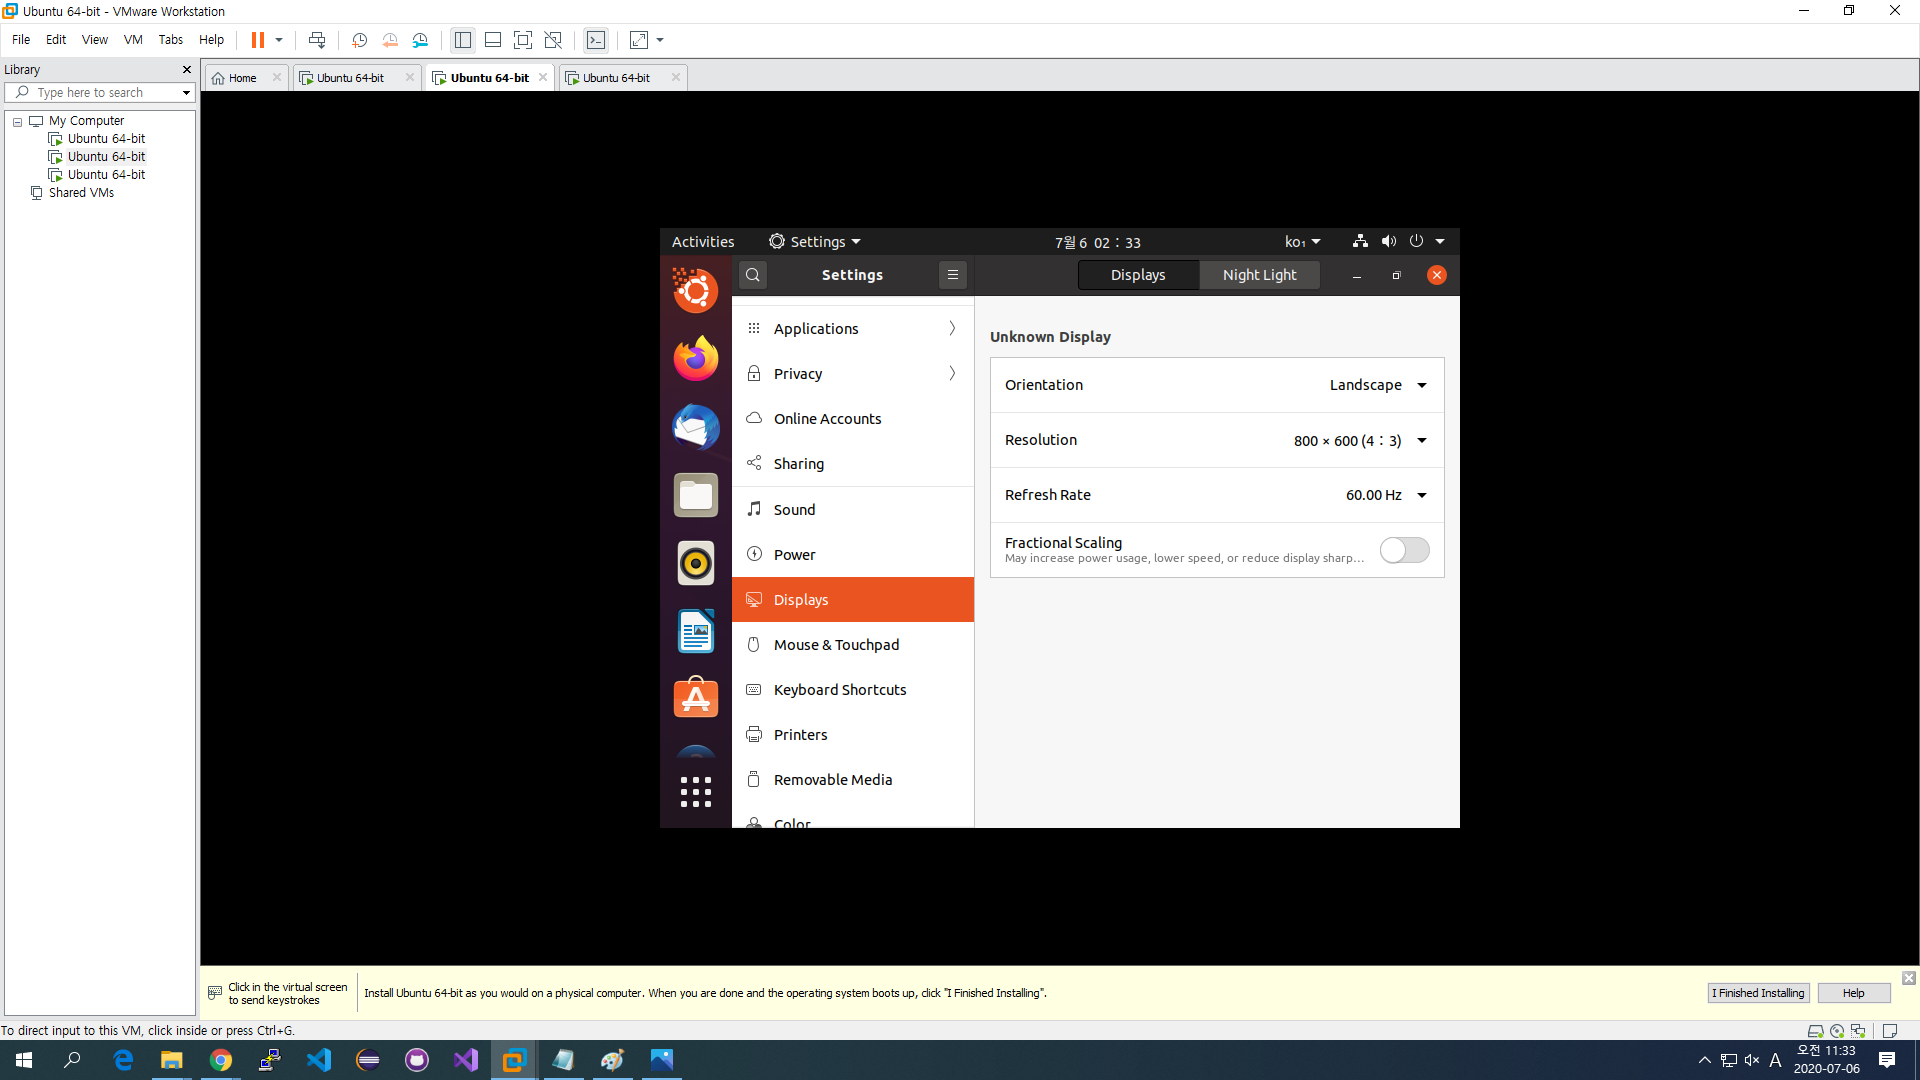 Ubuntu 64-bit - VMware Workstation
File Edit View VM Tabs Help
Library
Type here to search
My Computer
Ubuntu 64-bit
Ubuntu 64-bit
Ubuntu 64-bit
Shared VMs
Home Ubuntu 64-bit Ubuntu 64-bit Ubuntu 64-bit
Activities Settings 7월 6 02：33 ko₁
Settings Displays Night Light
Applications
Privacy
Online Accounts
Sharing
Sound
Power
Displays
Mouse & Touchpad
Keyboard Shortcuts
Printers
Removable Media
Color
Unknown Display
Orientation Landscape
Resolution 800 × 600 (4：3)
Refresh Rate 60.00 Hz
Fractional Scaling
May increase power usage, lower speed, or reduce display sharp…
Click in the virtual screen
to send keystrokes
Install Ubuntu 64-bit as you would on a physical computer. When you are done and the operating system boots up, click "I Finished Installing".
I Finished Installing Help
To direct input to this VM, click inside or press Ctrl+G.
A 오전 11:33
2020-07-06